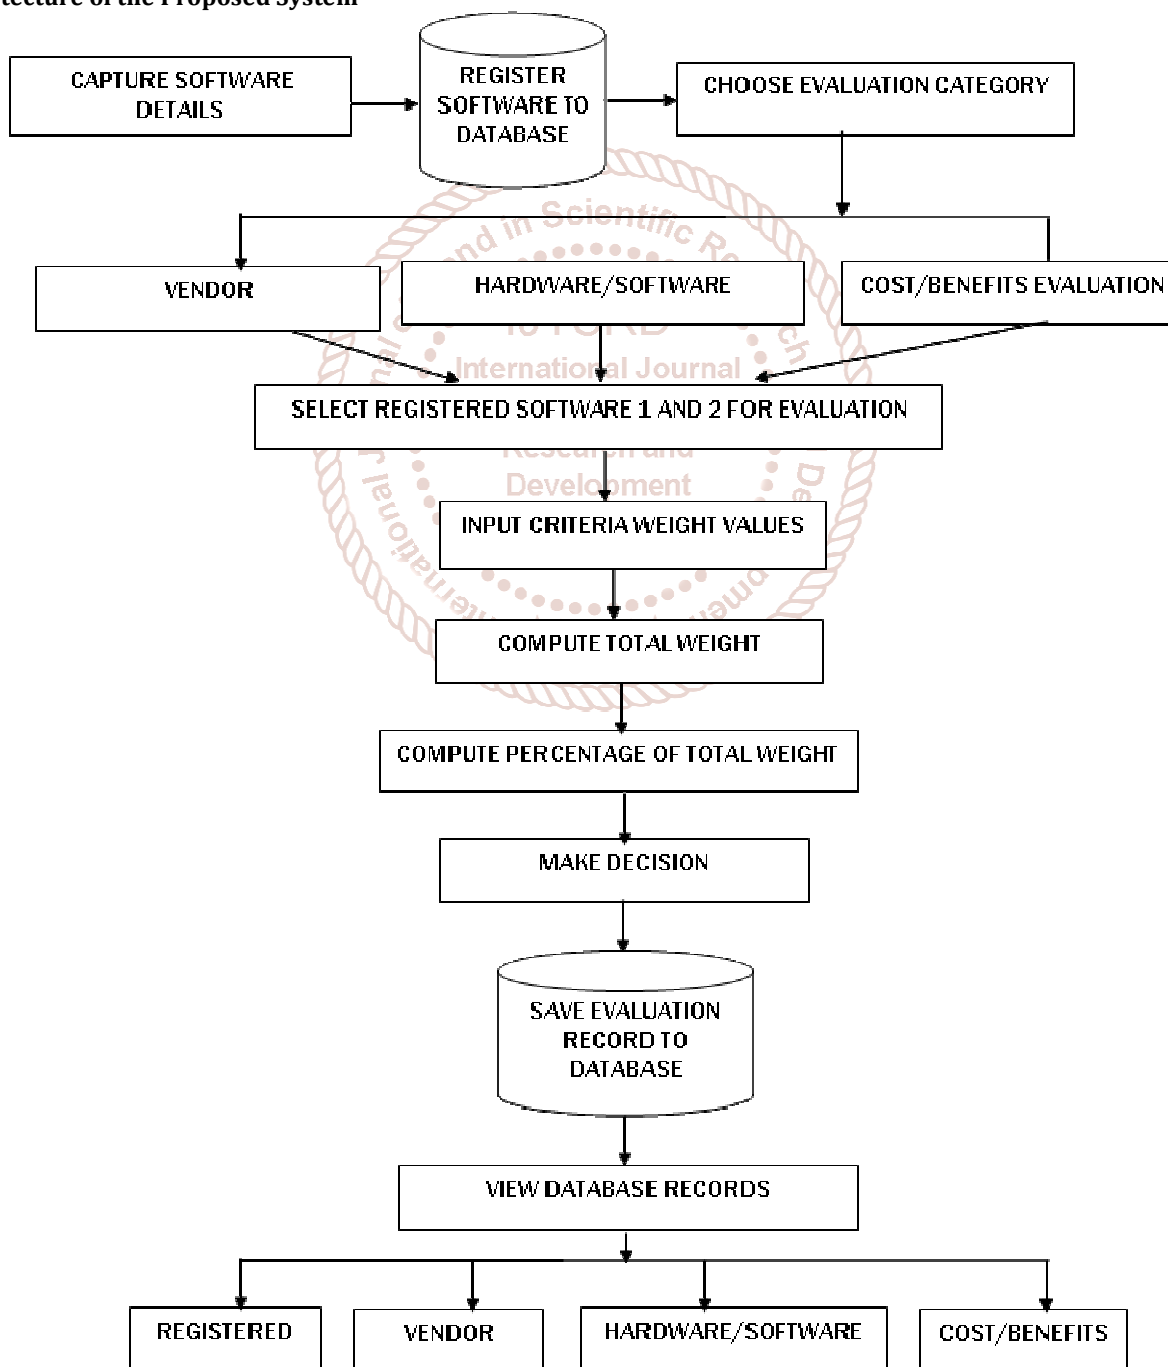 tecture of the Proposed System
CAPTURE SOFTWARE
DETAILS
REGISTER
SOFTWARE TO
DATABASE
CHOOSE EVALUATION CATEGORY
VENDOR
HARDWARE/SOFTWARE
COST/BENEFITS EVALUATION
International Journal
SELECT REGISTERED SOFTWARE 1 AND 2 FOR EVALUATION
Research and
Development
INPUT CRITERIA WEIGHT VALUES
COMPUTE TOTAL WEIGHT
COMPUTE PERCENTAGE OF TOTAL WEIGHT
MAKE DECISION
SAVE EVALUATION
RECORD TO
DATABASE
VIEW DATABASE RECORDS
REGISTERED
VENDOR
HARDWARE/SOFTWARE
COST/BENEFITS